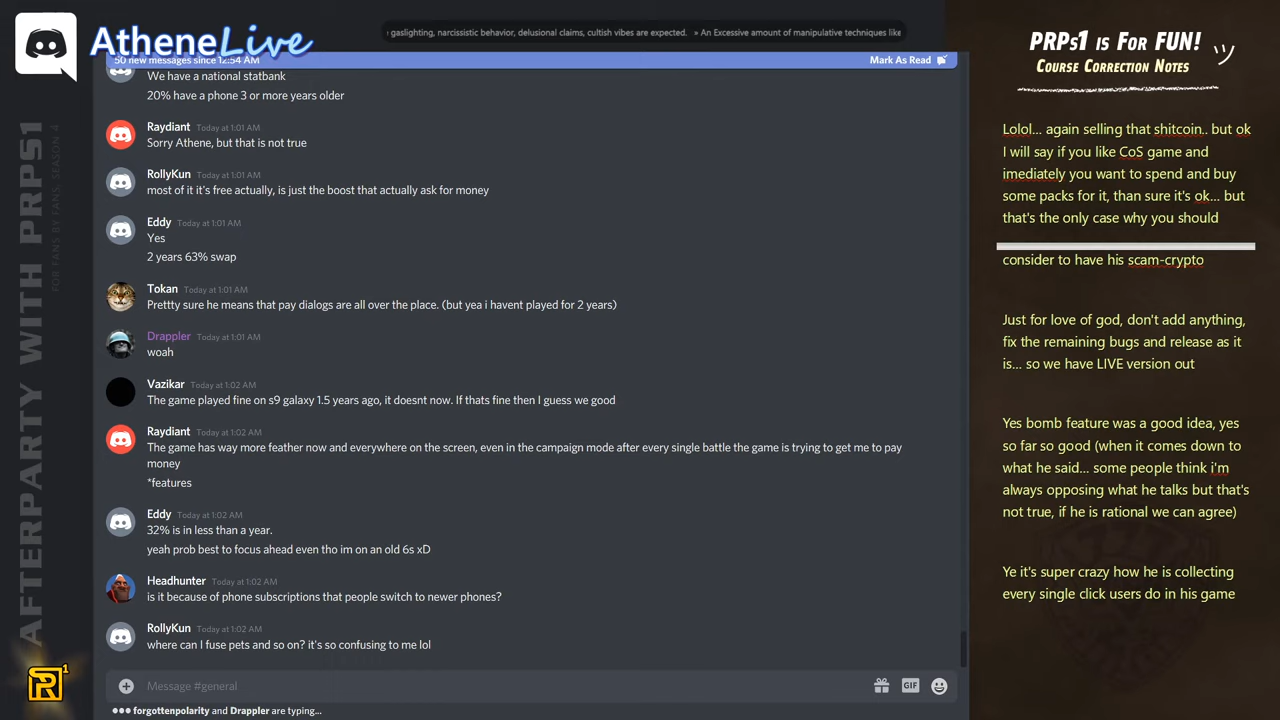 AtheneLive
gaslighting, narcissistic behavior, delusional claims, cultish vibes are expected. » An Excessive amount of manipulative techniques like
50 new messages since 12:54 AM
Mark As Read
We have a national statbank
20% have a phone 3 or more years older
Raydiant Today at 1:01 AM
Sorry Athene, but that is not true
RollyKun Today at 1:01 AM
most of it it's free actually, is just the boost that actually ask for money
Eddy Today at 1:01 AM
Yes
2 years 63% swap
Tokan Today at 1:01 AM
Prettty sure he means that pay dialogs are all over the place. (but yea i havent played for 2 years)
Drappler Today at 1:01 AM
woah
Vazikar Today at 1:02 AM
The game played fine on s9 galaxy 1.5 years ago, it doesnt now. If thats fine then I guess we good
Raydiant Today at 1:02 AM
The game has way more feather now and everywhere on the screen, even in the campaign mode after every single battle the game is trying to get me to pay
money
*features
Eddy Today at 1:02 AM
32% is in less than a year.
yeah prob best to focus ahead even tho im on an old 6s xD
Headhunter Today at 1:02 AM
is it because of phone subscriptions that people switch to newer phones?
RollyKun Today at 1:02 AM
where can I fuse pets and so on? it's so confusing to me lol
Message #general
GIF
forgottenpolarity and Drappler are typing...
AFTERPARTY WITH PRPS1
FOR FANS BY FANS, SEASON 4
R1
PRPs1 is For FUN!
Course Correction Notes
Lolol... again selling that shitcoin.. but ok
I will say if you like CoS game and
imediately you want to spend and buy
some packs for it, than sure it's ok... but
that's the only case why you should
consider to have his scam-crypto
Just for love of god, don't add anything,
fix the remaining bugs and release as it
is... so we have LIVE version out
Yes bomb feature was a good idea, yes
so far so good (when it comes down to
what he said... some people think i'm
always opposing what he talks but that's
not true, if he is rational we can agree)
Ye it's super crazy how he is collecting
every single click users do in his game